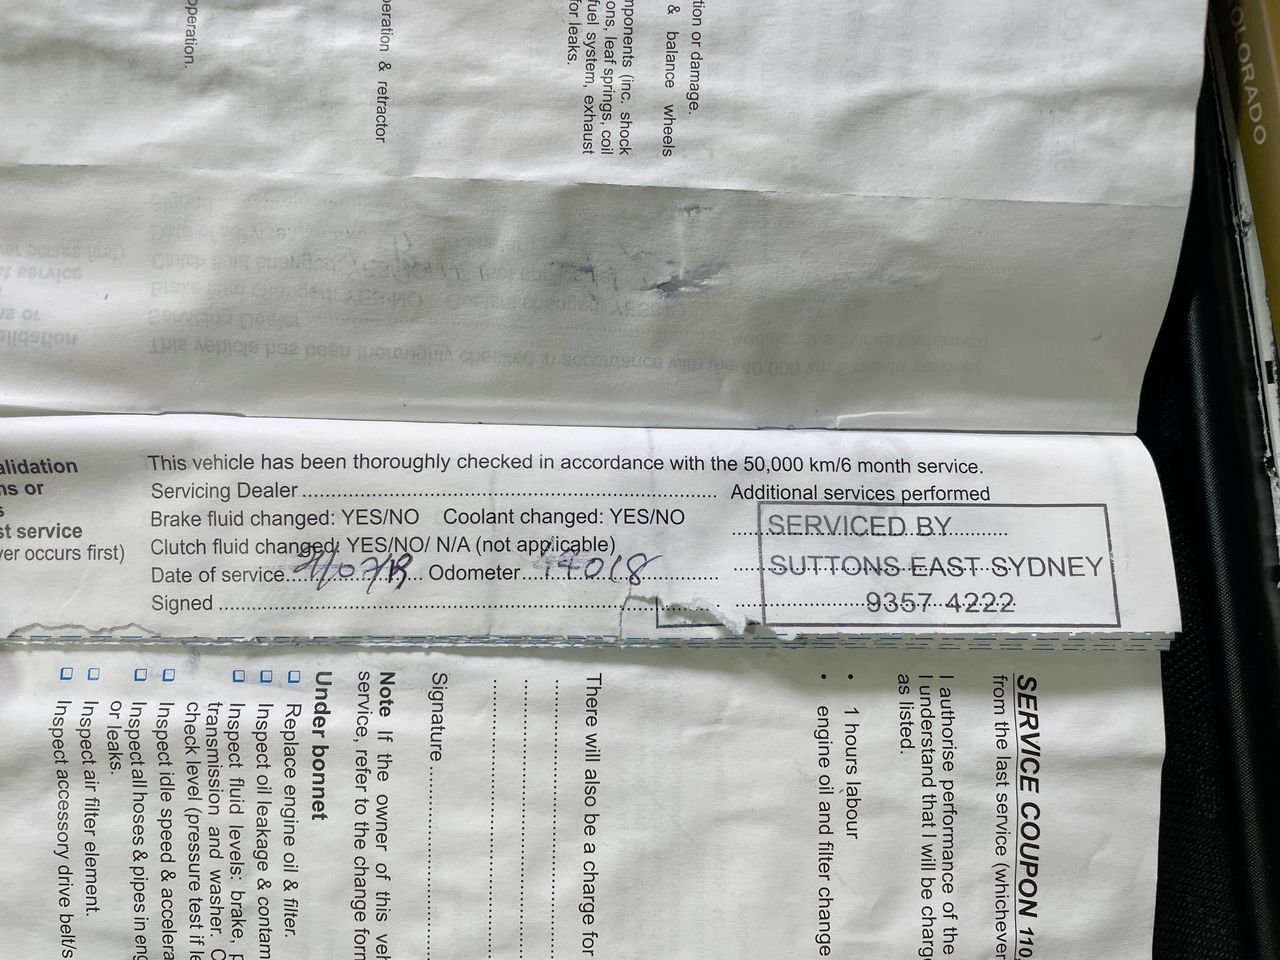 COLORADO
operation.
peration & retractor
tion or damage.
& balance wheels
ponents (inc. shock
ons, leaf springs, coil
fuel system, exhaust
for leaks.
alidation
ns or
s
st service
ver occurs first)
This vehicle has been thoroughly checked in accordance with the 50,000 km/6 month service.
Servicing Dealer
Additional services performed
Brake fluid changed: YES/NO Coolant changed: YES/NO
Clutch fluid changed: YES/NO/ N/A (not applicable)
Date of service Odometer
Signed
SERVICED BY
SUTTONS EAST SYDNEY
9357 4222
SERVICE COUPON 110,
from the last service (whichever
I authorise performance of the
I understand that I will be charg
as listed.
• 1 hours labour
• engine oil and filter change
There will also be a charge for
Signature
Note If the owner of this veh
service, refer to the change form
Under bonnet
Replace engine oil & filter.
Inspect oil leakage & contam
Inspect fluid levels: brake, p
transmission and washer. C
check level (pressure test if le
Inspect idle speed & accelera
Inspect all hoses & pipes in eng
or leaks.
Inspect air filter element.
Inspect accessory drive belt/s